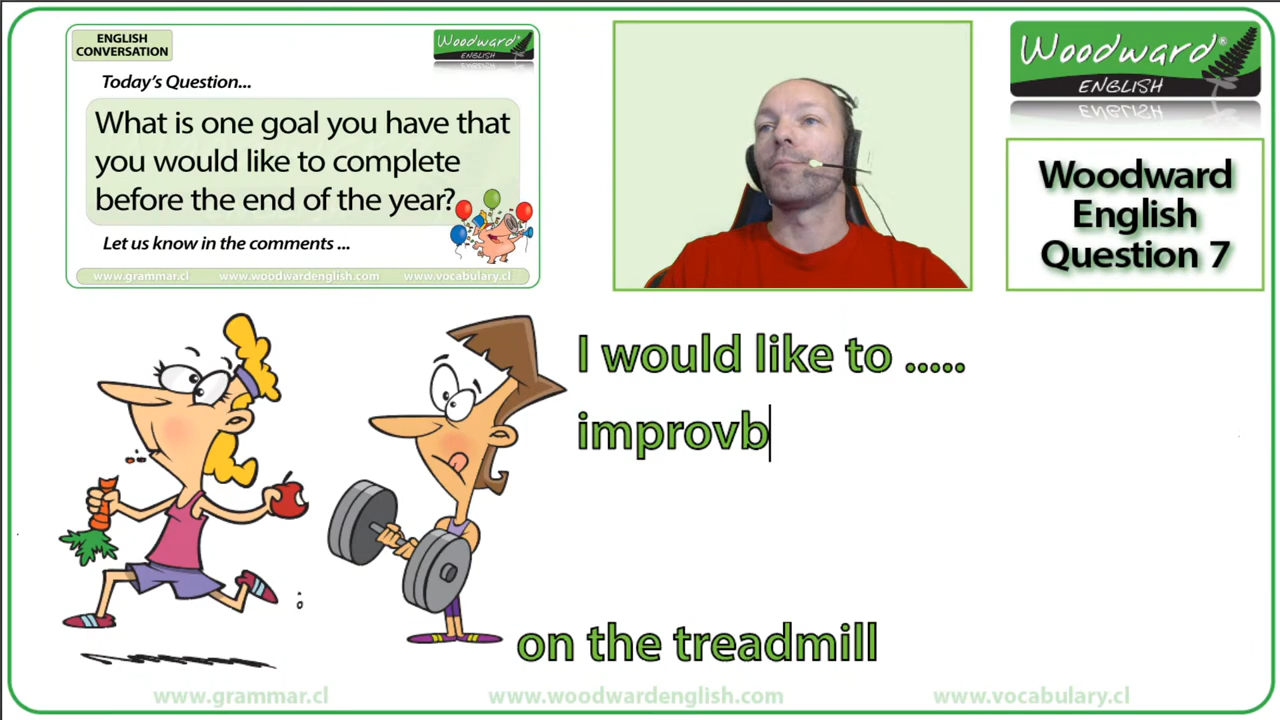 ENGLISH
CONVERSATION
Woodward
ENGLISH
Today's Question...
What is one goal you have that
you would like to complete
before the end of the year?
Let us know in the comments ...
www.grammar.cl www.woodwardenglish.com www.vocabulary.cl
Woodward®
ENGLISH
Woodward
English
Question 7
I would like to .....
improvb
on the treadmill
www.grammar.cl www.woodwardenglish.com www.vocabulary.cl